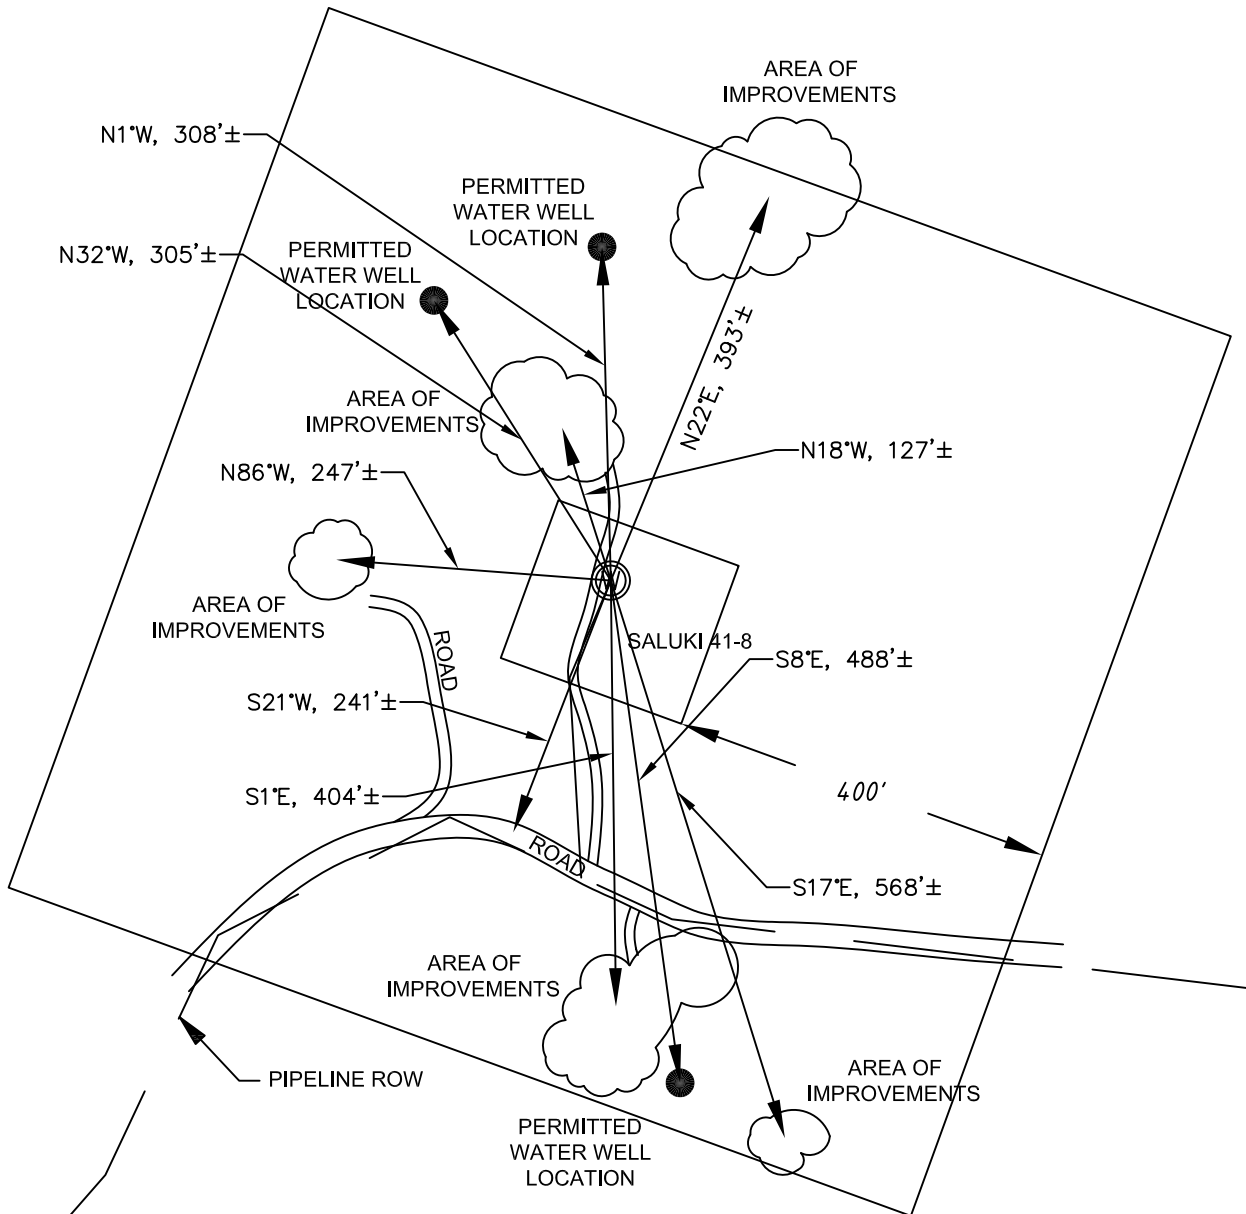 AREA OF
IMPROVEMENTS
N1°W, 308'±
PERMITTED
WATER WELL
LOCATION
N32°W, 305'±
PERMITTED
WATER WELL
LOCATION
N22°E, 393'±
AREA OF
IMPROVEMENTS
N18°W, 127'±
N86°W, 247'±
AREA OF
IMPROVEMENTS
ROAD
SALUKI 41-8
S8°E, 488'±
S21°W, 241'±
S1°E, 404'±
400'
ROAD
S17°E, 568'±
AREA OF
IMPROVEMENTS
PIPELINE ROW
AREA OF
IMPROVEMENTS
PERMITTED
WATER WELL
LOCATION